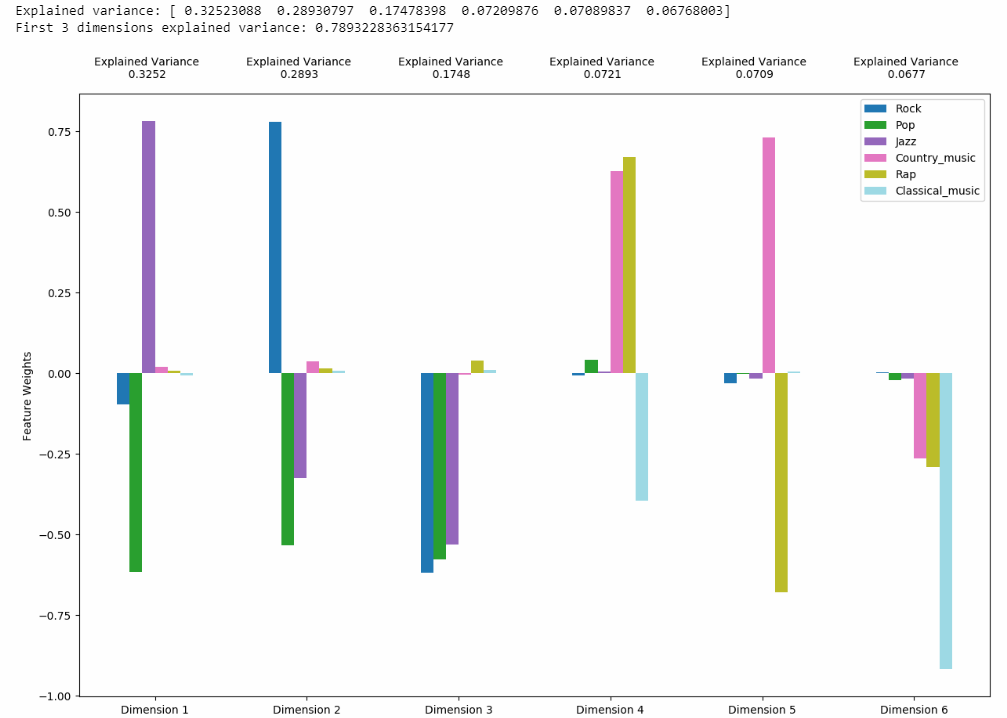 Explained variance: [ 0.32523088  0.28930797  0.17478398  0.07209876  0.07089837  0.06768003]
First 3 dimensions explained variance: 0.7893228363154177
Explained Variance Explained Variance Explained Variance Explained Variance Explained Variance Explained Variance
0.3252 0.2893 0.1748 0.0721 0.0709 0.0677
Rock
Pop
Jazz
Country_music
Rap
Classical_music
0.75
0.50
0.25
0.00
−0.25
−0.50
−0.75
−1.00
Feature Weights
Dimension 1 Dimension 2 Dimension 3 Dimension 4 Dimension 5 Dimension 6